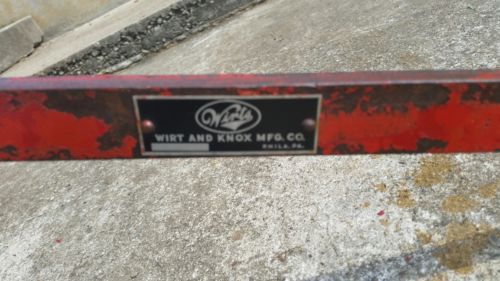 Wirt's
WIRT AND KNOX MFG. CO.
PHILA. PA.